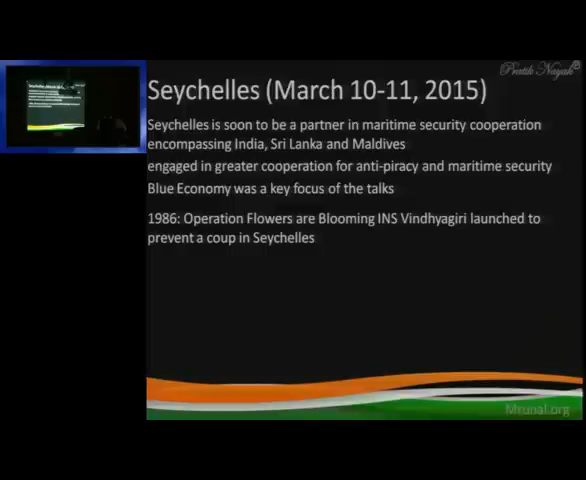 Pratik Nayak
Seychelles (March 10-11, 2015)
Seychelles is soon to be a partner in maritime security cooperation
encompassing India, Sri Lanka and Maldives
engaged in greater cooperation for anti-piracy and maritime security
Blue Economy was a key focus of the talks
1986: Operation Flowers are Blooming INS Vindhyagiri launched to
prevent a coup in Seychelles
Mrunal.org